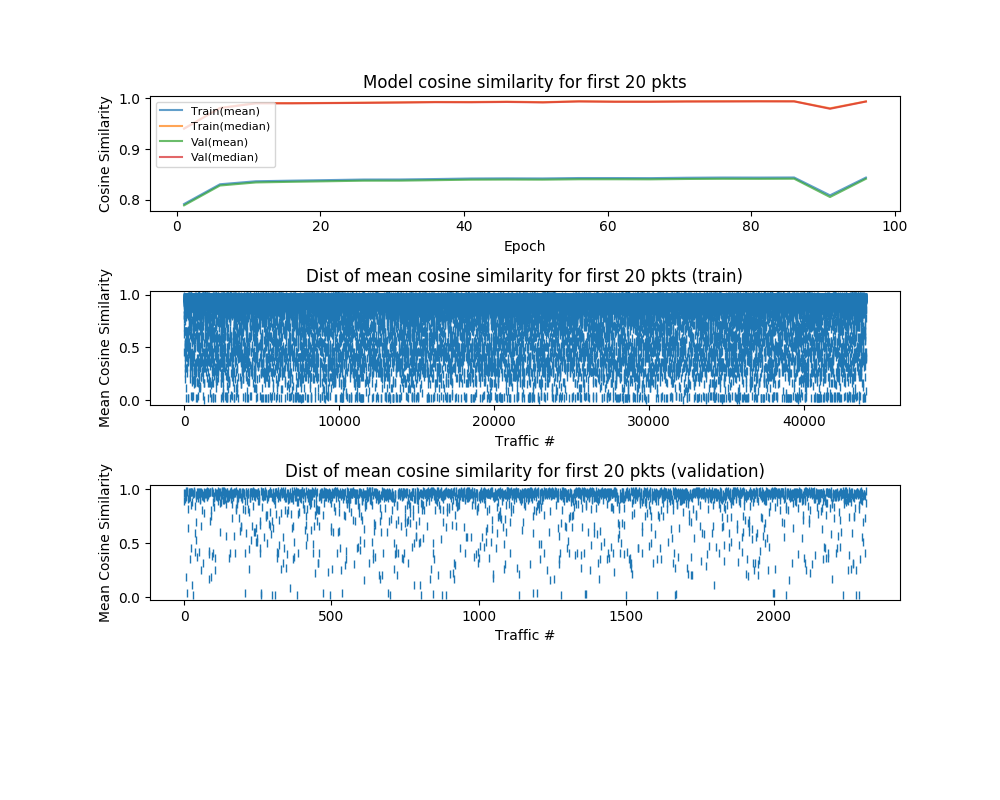 Model cosine similarity for first 20 pkts
Cosine Similarity
1.0
0.9
0.8
Train(mean)
Train(median)
Val(mean)
Val(median)
0 20 40 60 80 100
Epoch
Dist of mean cosine similarity for first 20 pkts (train)
Mean Cosine Similarity
1.0
0.5
0.0
0 10000 20000 30000 40000
Traffic #
Dist of mean cosine similarity for first 20 pkts (validation)
Mean Cosine Similarity
1.0
0.5
0.0
0 500 1000 1500 2000
Traffic #